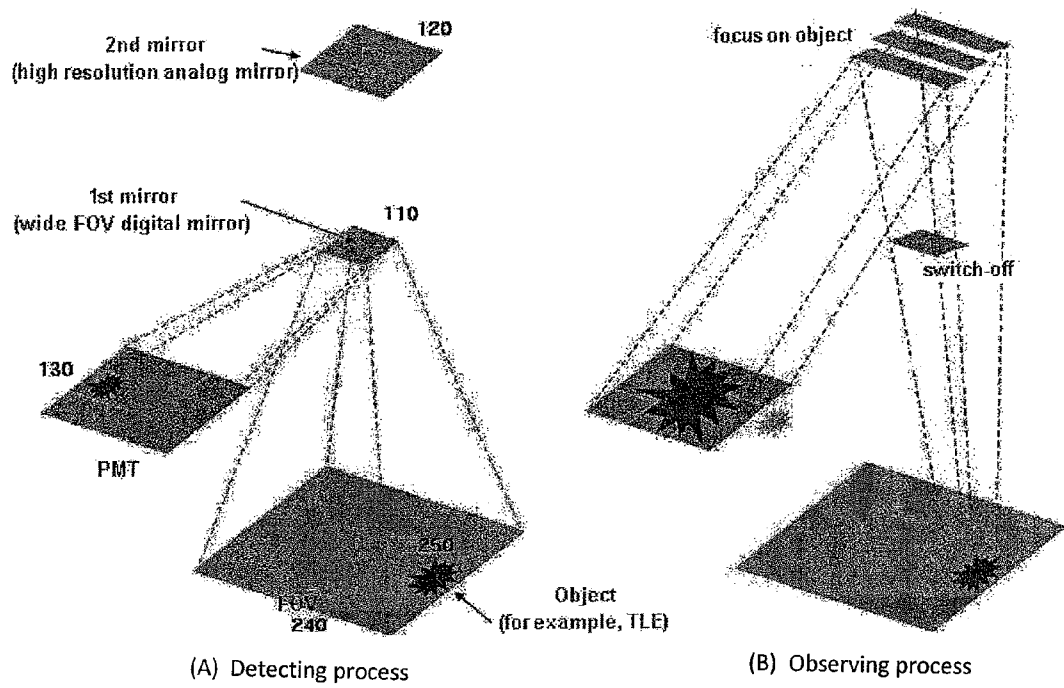 2nd mirror
(high resolution analog mirror)
120
1st mirror
(wide FOV digital mirror)
110
130
PMT
250
FOV
240
Object
(for example, TLE)
(A) Detecting process
focus on object
switch-off
(B) Observing process